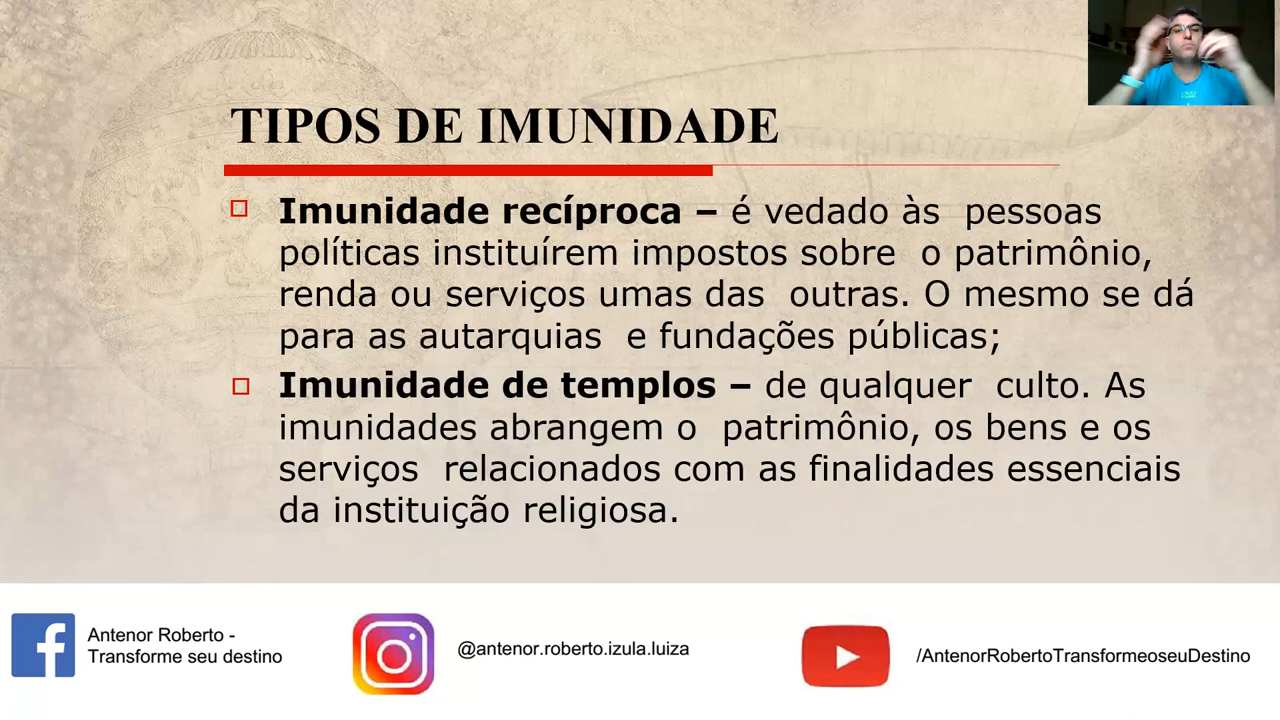 TIPOS DE IMUNIDADE
Imunidade recíproca – é vedado às pessoas
políticas instituírem impostos sobre o patrimônio,
renda ou serviços umas das outras. O mesmo se dá
para as autarquias e fundações públicas;
Imunidade de templos – de qualquer culto. As
imunidades abrangem o patrimônio, os bens e os
serviços relacionados com as finalidades essenciais
da instituição religiosa.
Antenor Roberto -
Transforme seu destino
@antenor.roberto.izula.luiza
/AntenorRobertoTransformeoseuDestino